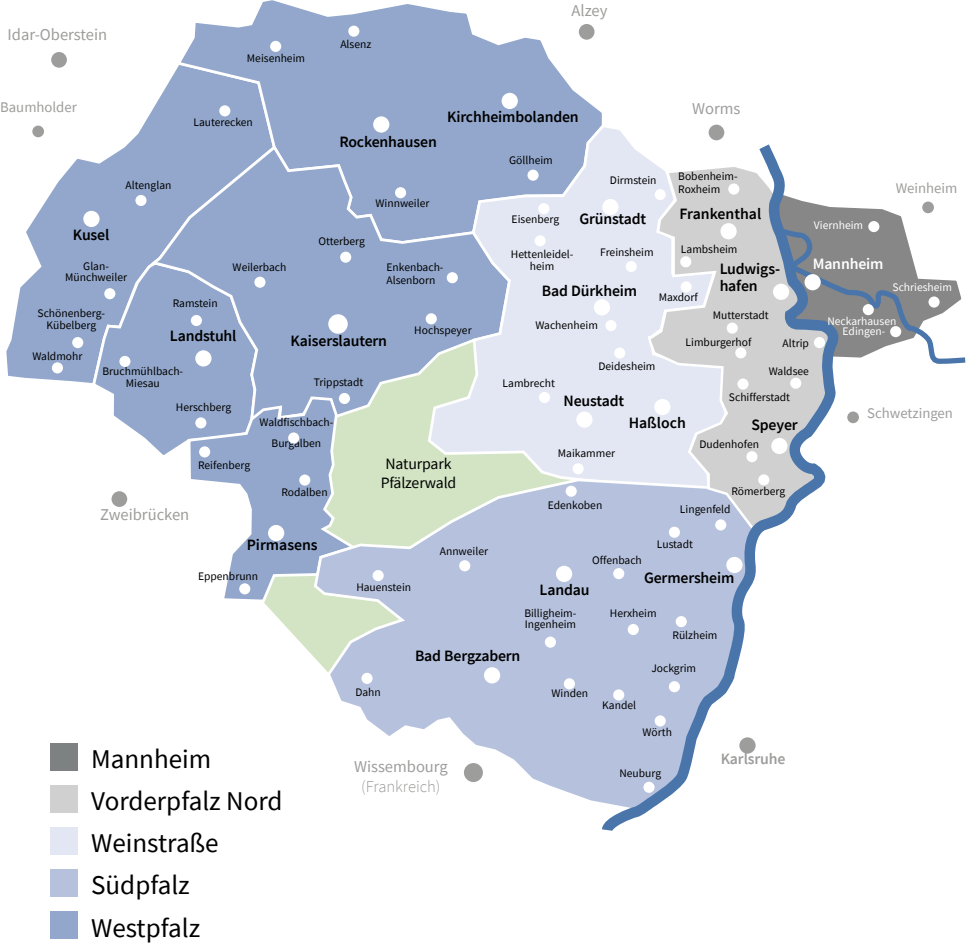 Alzey
Idar-Oberstein
Alsenz
Meisenheim
Baumholder
Worms
Kirchheimbolanden
Lauterecken
Rockenhausen
Göllheim
Bobenheim-
Roxheim
Dirmstein
Weinheim
Altenglan
Winnweiler
Eisenberg
Grünstadt
Frankenthal
Viernheim
Kusel
Otterberg
Hettenleidel-
heim
Freinsheim
Lambsheim
Mannheim
Glan-
Münchweiler
Weilerbach
Enkenbach-
Alsenborn
Ludwigs-
hafen
Schriesheim
Ramstein
Bad Dürkheim
Maxdorf
Schönenberg-
Kübelberg
Landstuhl
Kaiserslautern
Hochspeyer
Wachenheim
Mutterstadt
Neckarhausen
Edingen-
Waldmohr
Limburgerhof
Altrip
Bruchmühlbach-
Miesau
Trippstadt
Deidesheim
Waldsee
Lambrecht
Schifferstadt
Herschberg
Neustadt
Haßloch
Schwetzingen
Waldfischbach-
Burgalben
Speyer
Dudenhofen
Reifenberg
Maikammer
Naturpark
Pfälzerwald
Rodalben
Römerberg
Zweibrücken
Edenkoben
Lingenfeld
Pirmasens
Annweiler
Lustadt
Eppenbrunn
Hauenstein
Offenbach
Landau
Germersheim
Billigheim-
Ingenheim
Herxheim
Rülzheim
Bad Bergzabern
Jockgrim
Dahn
Winden
Kandel
Wörth
Karlsruhe
Wissembourg
(Frankreich)
Neuburg
Mannheim
Vorderpfalz Nord
Weinstraße
Südpfalz
Westpfalz